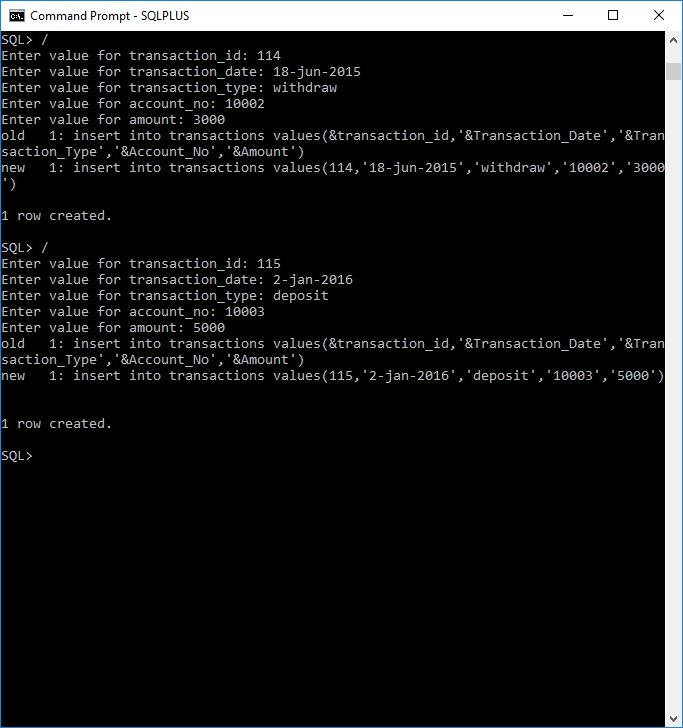 Command Prompt - SQLPLUS
SQL> /
Enter value for transaction_id: 114
Enter value for transaction_date: 18-jun-2015
Enter value for transaction_type: withdraw
Enter value for account_no: 10002
Enter value for amount: 3000
old   1: insert into transactions values(&transaction_id,'&Transaction_Date','&Tran
saction_Type','&Account_No','&Amount')
new   1: insert into transactions values(114,'18-jun-2015','withdraw','10002','3000
')
1 row created.
SQL> /
Enter value for transaction_id: 115
Enter value for transaction_date: 2-jan-2016
Enter value for transaction_type: deposit
Enter value for account_no: 10003
Enter value for amount: 5000
old   1: insert into transactions values(&transaction_id,'&Transaction_Date','&Tran
saction_Type','&Account_No','&Amount')
new   1: insert into transactions values(115,'2-jan-2016','deposit','10003','5000')
1 row created.
SQL>